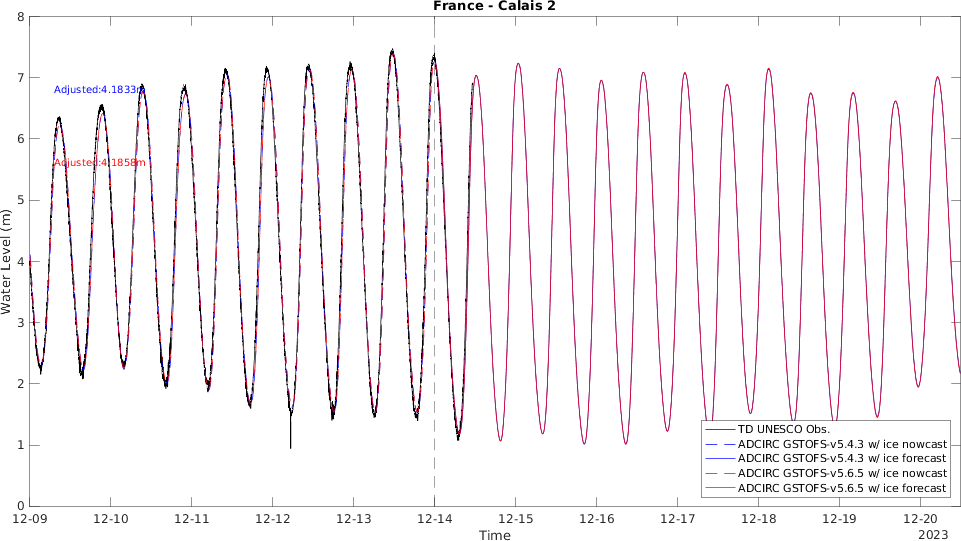 France - Calais 2
8
7
6
5
4
3
2
1
0
Water Level (m)
Adjusted:4.1833m
Adjusted:4.1858m
TD UNESCO Obs.
ADCIRC GSTOFS-v5.4.3 w/ ice nowcast
ADCIRC GSTOFS-v5.4.3 w/ ice forecast
ADCIRC GSTOFS-v5.6.5 w/ ice nowcast
ADCIRC GSTOFS-v5.6.5 w/ ice forecast
12-09 12-10 12-11 12-12 12-13 12-14 12-15 12-16 12-17 12-18 12-19 12-20
Time
2023